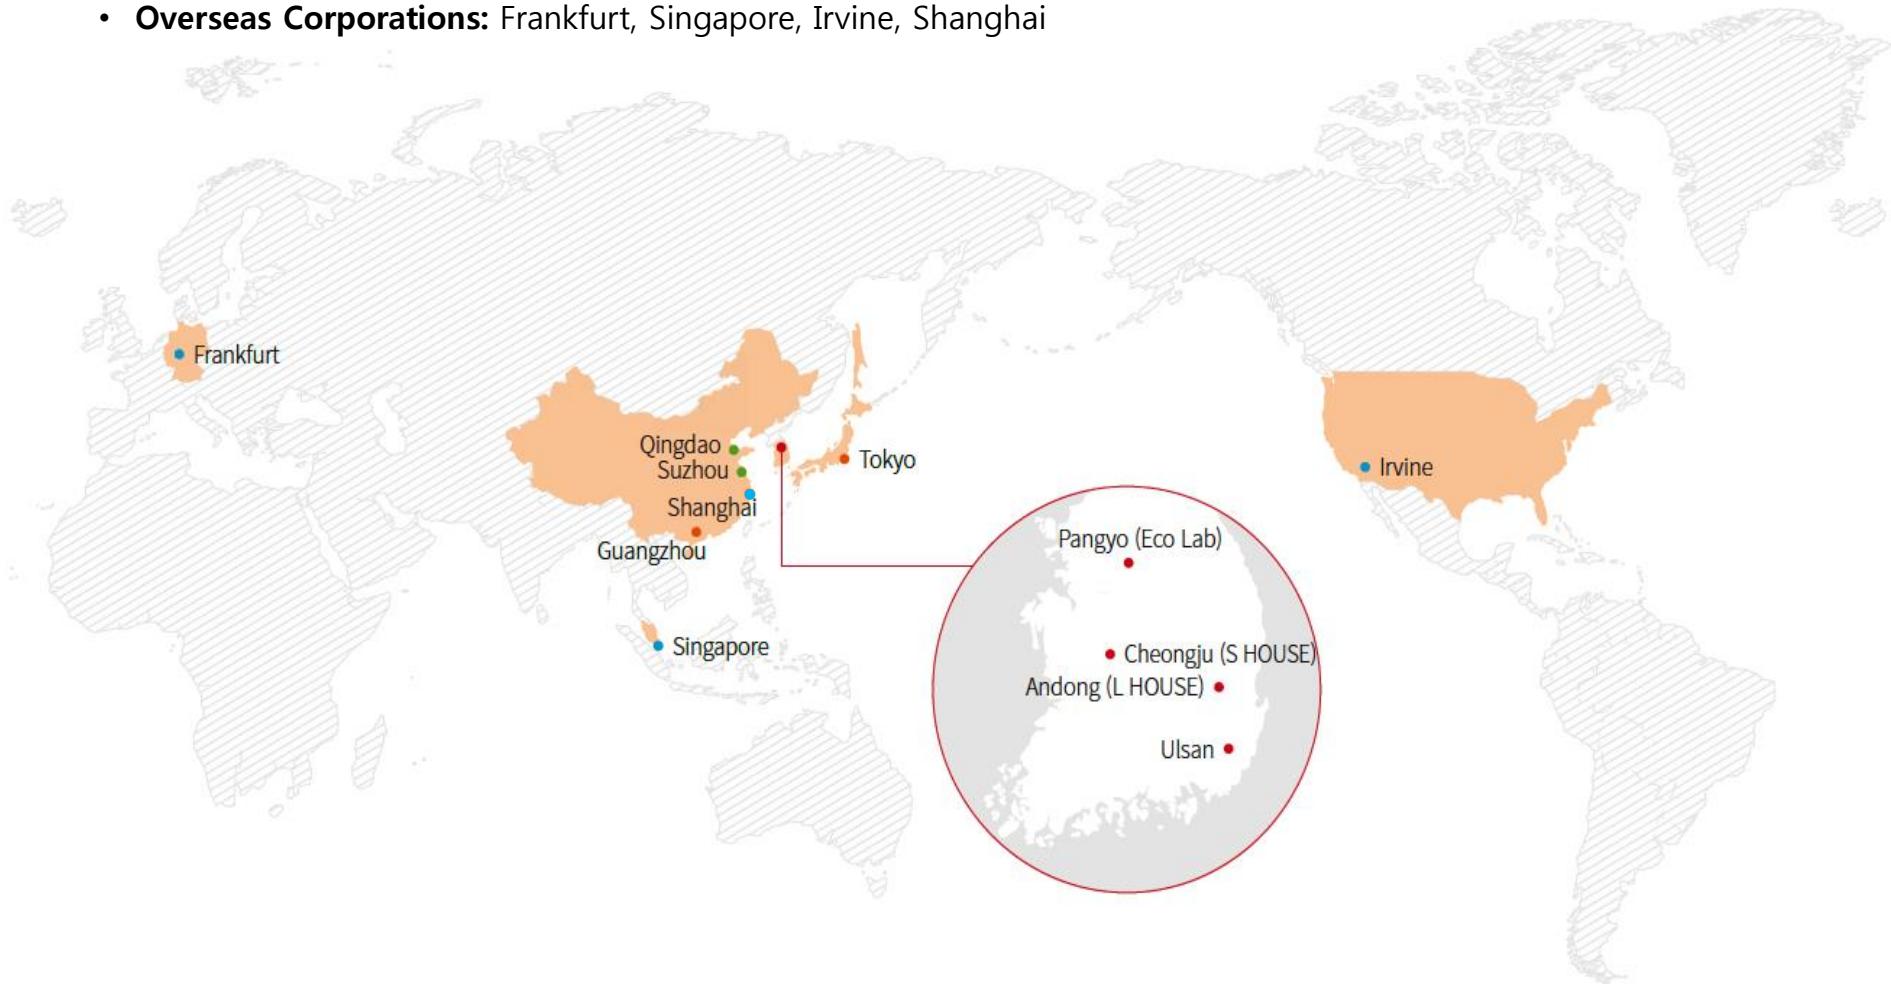 • Overseas Corporations: Frankfurt, Singapore, Irvine, Shanghai
Frankfurt
Qingdao
Suzhou
Shanghai
Guangzhou
Tokyo
Singapore
Irvine
Pangyo (Eco Lab)
Cheongju (S HOUSE)
Andong (L HOUSE)
Ulsan